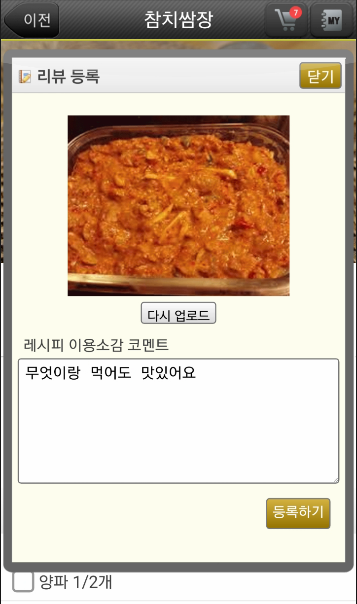 이전
참치쌈장
7
MY
리뷰 등록
닫기
다시 업로드
레시피 이용소감 코멘트
무엇이랑 먹어도 맛있어요
등록하기
양파 1/2개